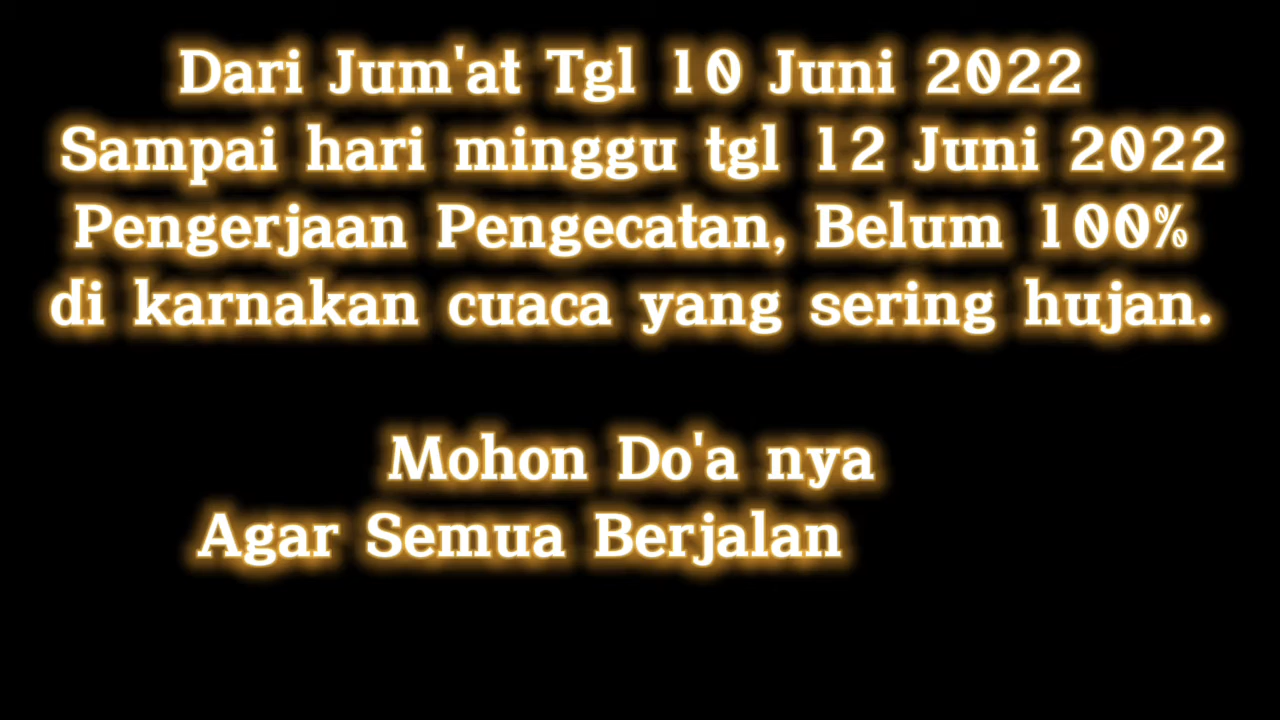 Dari Jum'at Tgl 10 Juni 2022
Sampai hari minggu tgl 12 Juni 2022
Pengerjaan Pengecatan, Belum 100%
di karnakan cuaca yang sering hujan.
Mohon Do'a nya
Agar Semua Berjalan